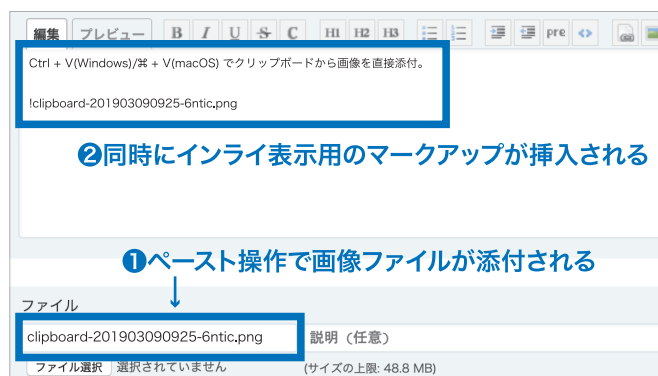 編集 プレビュー B I U S C H1 H2 H3 pre <>
Ctrl + V(Windows)/⌘ + V(macOS) でクリップボードから画像を直接添付。
!clipboard-201903090925-6ntic.png
❷同時にインライ表示用のマークアップが挿入される
❶ペースト操作で画像ファイルが添付される
↓
ファイル
clipboard-201903090925-6ntic.png 説明（任意）
ファイル選択 選択されていません (サイズの上限: 48.8 MB)